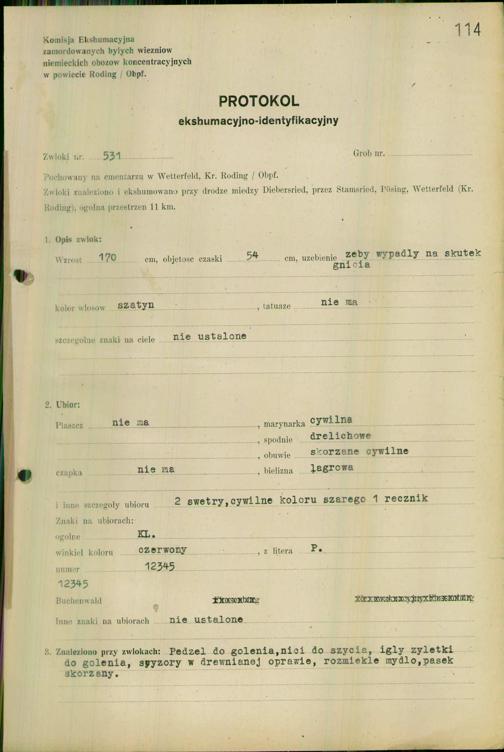 114
Komisja Ekshumacyjna
zamordowanych bylych wiezniow
niemieckich obozow koncentracyjnych
w powiecie Roding / Obpf.
PROTOKOL
ekshumacyjno-identyfikacyjny
Zwloki nr. 531 Grob nr.
Pochowany na cmentarzu w Wetterfeld, Kr. Roding / Obpf.
Zwloki znaleziono i ekshumowano przy drodze miedzy Diebersried, przez Stamsried, Pösing, Wetterfeld (Kr.
Roding), ogolna przestrzen 11 km.
1. Opis zwlok:
Wzrost 170 cm, objetosc czaski 54 cm, uzebienie zeby wypadly na skutek
gnicia
kolor wlosow szatyn , tatuaze nie ma
szczegolne znaki na ciele nie ustalone
2. Ubior:
Plaszcz nie ma , marynarka cywilna
, spodnie drelichowe
, obuwie skorzane cywilne
czapka nie ma , bielizna lagrowa
i inne szczegoly ubioru 2 swetry,cywilne koloru szarego 1 recznik
Znaki na ubiorach:
ogolne KL.
winkiel koloru czerwony , z litera P.
numer 12345
12345
Buchenwald
Inne znaki na ubiorach nie ustalone
3. Znaleziono przy zwlokach: Pedzel do golenia,nici do szycia, igly zyletki
do golenia, spyzory w drewnianej oprawie, rozmiekle mydlo,pasek
skorzany.